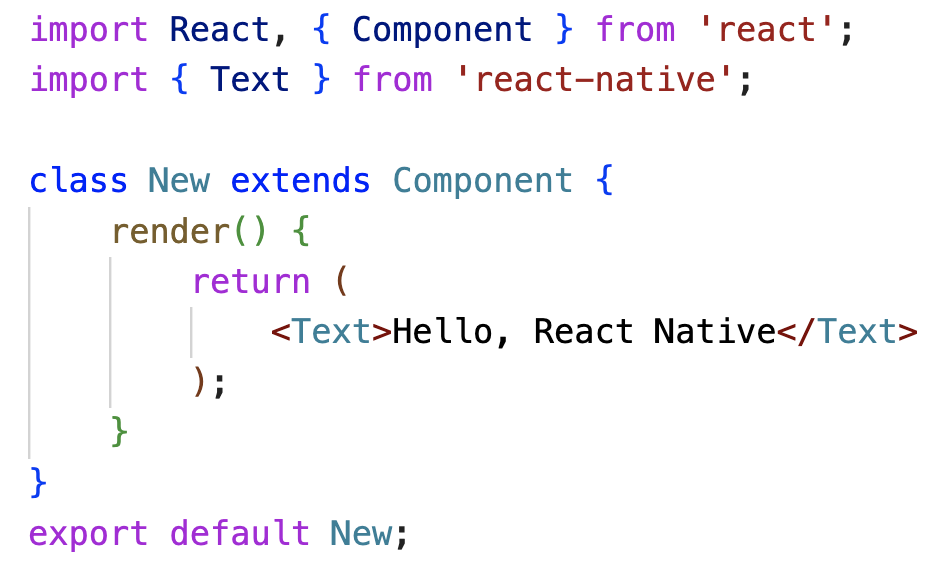 import React, { Component } from 'react';
import { Text } from 'react-native';

class New extends Component {
    render() {
        return (
            <Text>Hello, React Native</Text>
        );
    }
}
export default New;